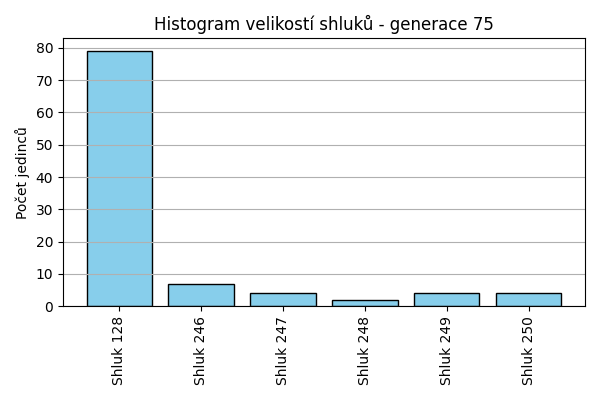 Histogram velikostí shluků - generace 75
Počet jedinců
80
70
60
50
40
30
20
10
0
Shluk 128
Shluk 246
Shluk 247
Shluk 248
Shluk 249
Shluk 250